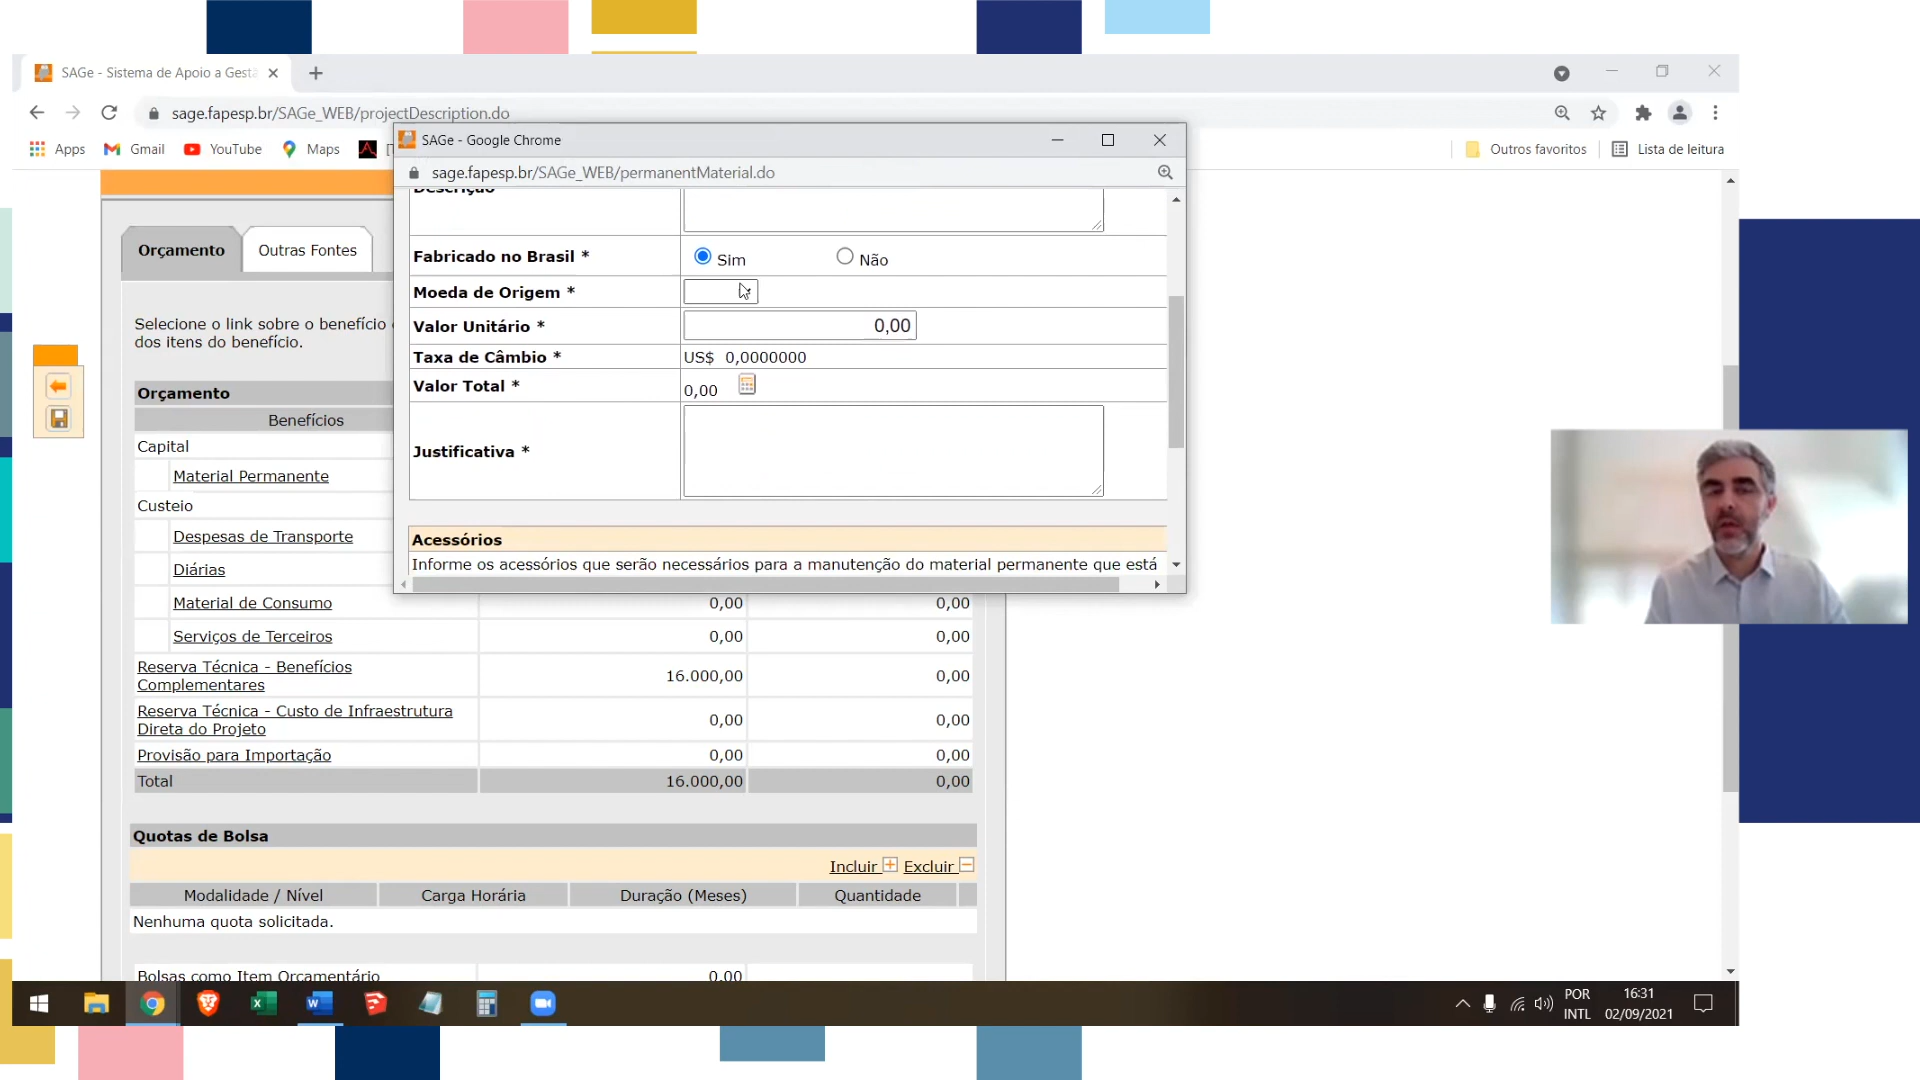 SAGe - Sistema de Apoio a Gestã
sage.fapesp.br/SAGe_WEB/projectDescription.do
Apps
Gmail
YouTube
Maps
Outros favoritos
Lista de leitura
SAGe - Google Chrome
sage.fapesp.br/SAGe_WEB/permanentMaterial.do
Descrição
Fabricado no Brasil *
Sim
Não
Moeda de Origem *
Valor Unitário *
0,00
Taxa de Câmbio *
US$ 0,0000000
Valor Total *
0,00
Justificativa *
Acessórios
Informe os acessórios que serão necessários para a manutenção do material permanente que está
Orçamento
Outras Fontes
Selecione o link sobre o benefício
dos itens do benefício.
Orçamento
Benefícios
Capital
Material Permanente
Custeio
Despesas de Transporte
Diárias
Material de Consumo 0,00 0,00
Serviços de Terceiros 0,00 0,00
Reserva Técnica - Benefícios
Complementares 16.000,00 0,00
Reserva Técnica - Custo de Infraestrutura
Direta do Projeto 0,00 0,00
Provisão para Importação 0,00 0,00
Total 16.000,00 0,00
Quotas de Bolsa
Incluir Excluir
Modalidade / Nível Carga Horária Duração (Meses) Quantidade
Nenhuma quota solicitada.
Bolsas como Item Orçamentário 0,00
POR
INTL
16:31
02/09/2021